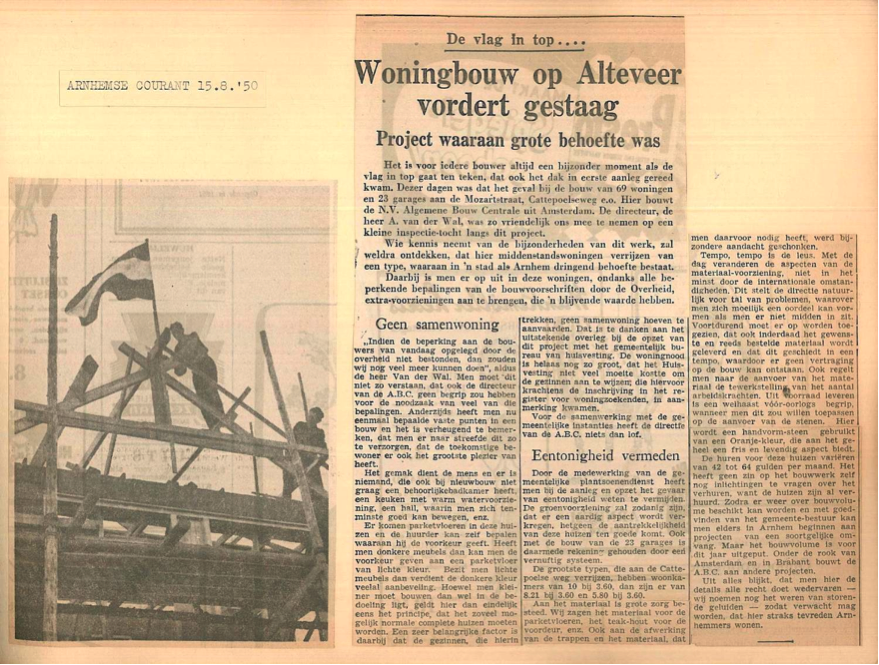 ARNHEMSE COURANT 15.8.'50
De vlag in top....
Woningbouw op Alteveer
vordert gestaag
Project waaraan grote behoefte was
Het is voor iedere bouwer altijd een bijzonder moment als de
vlag in top gaat ten teken, dat ook het dak in eerste aanleg gereed
kwam. Dezer dagen was dat het geval bij de bouw van 69 woningen
en 23 garages aan de Mozartstraat, Cattepoelseweg e.o. Hier bouwt
de N.V. Algemene Bouw Centrale uit Amsterdam. De directeur, de
heer A. van der Wal, was zo vriendelijk ons mee te nemen op een
kleine inspectie-tocht langs dit project.
Wie kennis neemt van de bijzonderheden van dit werk, zal
weldra ontdekken, dat hier middenstandswoningen verrijzen van
een type, waaraan in 'n stad als Arnhem dringend behoefte bestaat.
Daarbij is men er op uit in deze woningen, ondanks alle be-
perkende bepalingen van de bouwvoorschriften door de Overheid,
extra-voorzieningen aan te brengen, die 'n blijvende waarde hebben.
Geen samenwoning
„Indien de beperking aan de bou-
wers van vandaag opgelegd door de
overheid niet bestonden, dan zouden
wij nog veel meer kunnen doen", aldus
de heer Van der Wal. Men moet dit
niet zo verstaan, dat ook de directeur
van de A.B.C. geen begrip zou hebben
voor de noodzaak van veel van die
bepalingen. Anderzijds heeft men nu
eenmaal bepaalde vaste punten in een
bouw en het is verheugend te bemer-
ken, dat men er naar streefde dit zo
te verzorgen, dat de toekomstige be-
woner er ook het grootste plezier van
heeft.
Het gemak dient de mens en er is
niemand, die ook bij nieuwbouw niet
graag een behoorlijke badkamer heeft,
een keuken met warm watervoorzie-
ning, een hall, waarin men zich ten-
minste goed kan bewegen, enz.
Er komen parketvloeren in deze hui-
zen en de huurder kan zelf bepalen
waaraan hij de voorkeur geeft. Heeft
men donkere meubels dan kan men de
voorkeur geven aan een parketvloer
van lichte kleur. Bezit men lichte
meubels dan verdient de donkere kleur
veelal aanbeveling. Hoewel men klei-
ner moet bouwen dan wel in de be-
doeling ligt, geldt hier dan eindelijk
eens het principe, dat het zoveel mo-
gelijk normale complete huizen moeten
worden. Een zeer belangrijke factor is
daarbij dat de gezinnen, die hierin
trekken, geen samenwoning hoeven te
aanvaarden. Dat is te danken aan het
uitstekende overleg bij de opzet van
dit project met het gemeentelijk bu-
reau van huisvesting. De woningnood
is helaas nog zo groot, dat het Huis-
vesting niet veel moeite kostte om
de gezinnen aan te wijzen; die hiervoor
krachtens de inschrijving in het re-
gister voor woningzoekenden, in aan-
merking kwamen.
Voor de samenwerking met de ge-
meentelijke instanties heeft de directie
van de A.B.C. niets dan lof.
Eentonigheid vermeden
Door de medewerking van de ge-
meentelijke plantsoenendienst heeft
men bij de aanleg en opzet het gevaar
van eentonigheid weten te vermijden.
De groenvoorziening zal zodanig zijn,
dat er een aardig aspect wordt ver-
kregen, hetgeen de aantrekkelijkheid
van deze huizen ten goede komt. Ook
met de bouw van de 23 garages is
daarmede rekening gehouden door een
vernuftig systeem.
De grootste typen, die aan de Catte-
poelse weg verrijzen, hebben woonka-
mers van 10 bij 3.60, dan zijn er van
8.21 bij 3.60 en 5.80 bij 3.60.
Aan het materiaal is grote zorg be-
steed. Wij zagen het materiaal voor de
parketvloeren, het teak-hout voor de
voordeur, enz. Ook aan de afwerking
van de trappen en het materiaal, dat
men daarvoor nodig heeft, werd bij-
zondere aandacht geschonken.
Tempo, tempo is de leus. Met de
dag veranderen de aspecten van de
materiaal-voorziening, niet in het
minst door de internationale omstan-
digheden. Dit stelt de directie natuur-
lijk voor tal van problemen, waarover
men zich moeilijk een oordeel kan vor-
men als men er niet midden in zit.
Voortdurend moet er op worden toe-
gezien, dat ook inderdaad het gewens-
te en reeds bestelde materiaal wordt
geleverd en dat dit geschiedt in een
tempo, waardoor er geen vertraging
op de bouw kan ontstaan. Ook regelt
men naar de aanvoer van het mate-
riaal de tewerkstelling van het aantal
arbeidskrachten. Uit voorraad leveren
is een welhaast vóór-oorlogs begrip,
wanneer men dit zou willen toepassen
op de aanvoer van de stenen. Hier
wordt een handvorm-steen gebruikt
van een Oranje-kleur, die aan het ge-
heel een fris en levendig aspect biedt.
De huren voor deze huizen variëren
van 42 tot 64 gulden per maand. Het
heeft geen zin op het bouwwerk zelf
nog inlichtingen te vragen over het
verhuren, want de huizen zijn al ver-
huurd. Zodra er weer over bouwvolu-
me beschikt kan worden en met goed-
vinden van het gemeente-bestuur kan
men elders in Arnhem beginnen aan
projecten van een soortgelijke om-
vang. Maar het bouwvolume is voor
dit jaar uitgeput. Onder de rook van
Amsterdam en in Brabant bouwt de
A.B.C. aan andere projecten.
Uit alles blijkt, dat men hier de
details alle recht doet wedervaren —
wij noemen nog het weren van storen-
de geluiden — zodat verwacht mag
worden, dat hier straks tevreden Arn-
hemmers wonen.